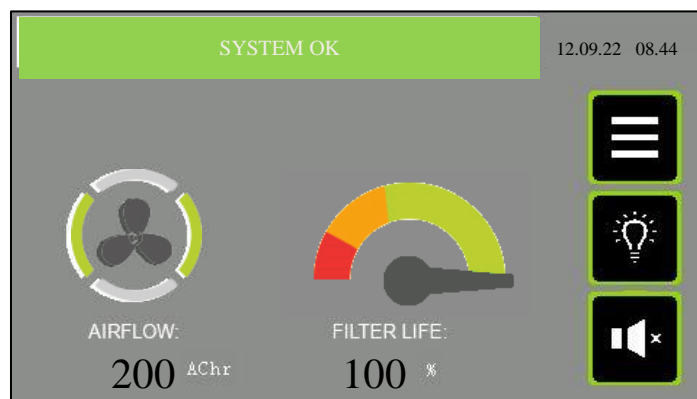 SYSTEM OK
12.09.22 08.44
AIRFLOW:
FILTER LIFE:
200 AChr
100 %